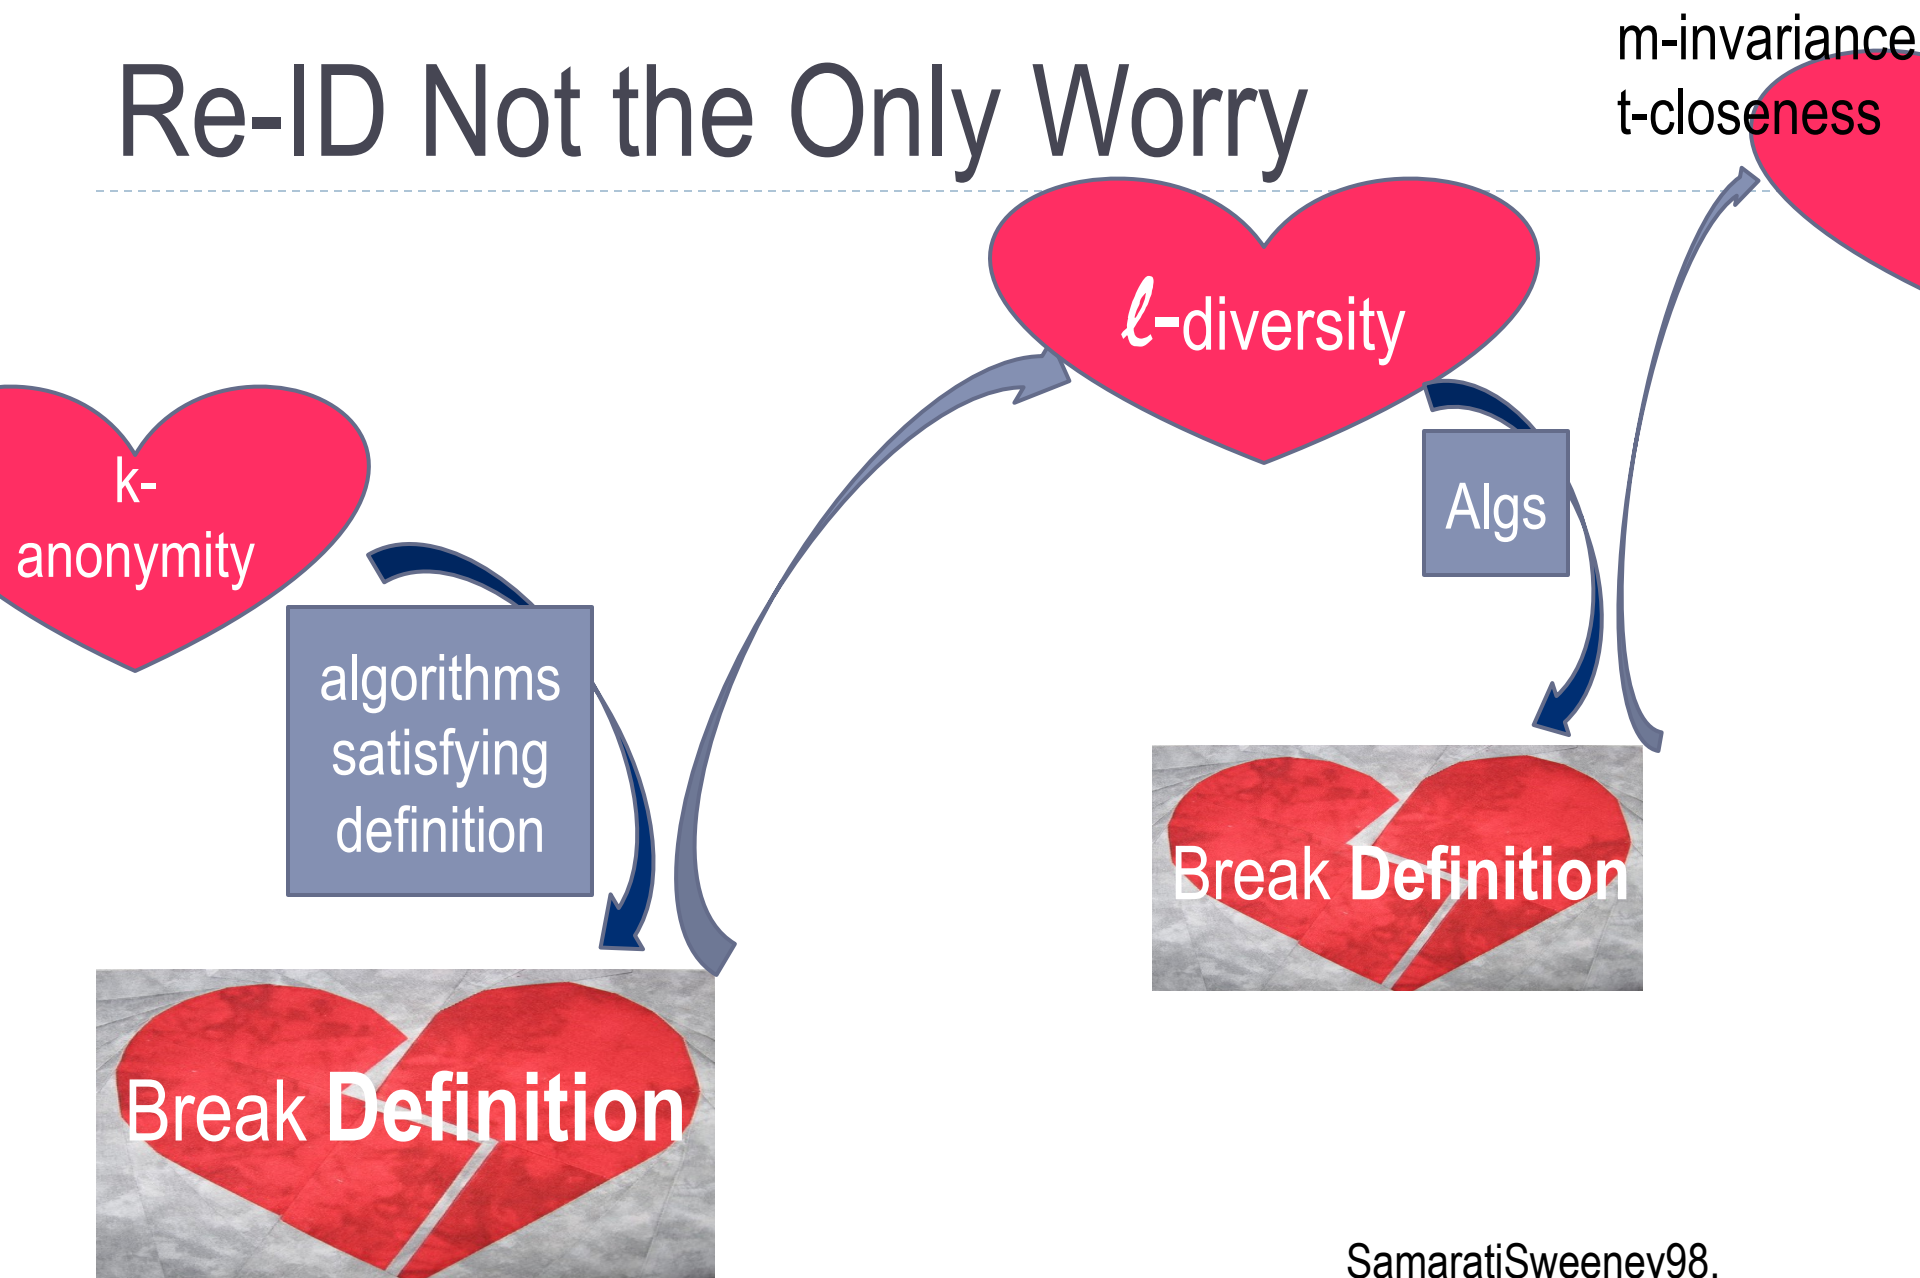 Re-ID Not the Only Worry
m-invariance
t-closeness
ℓ-diversity
k-
anonymity
Algs
algorithms
satisfying
definition
Break Definition
Break Definition
SamaratiSweeney98,